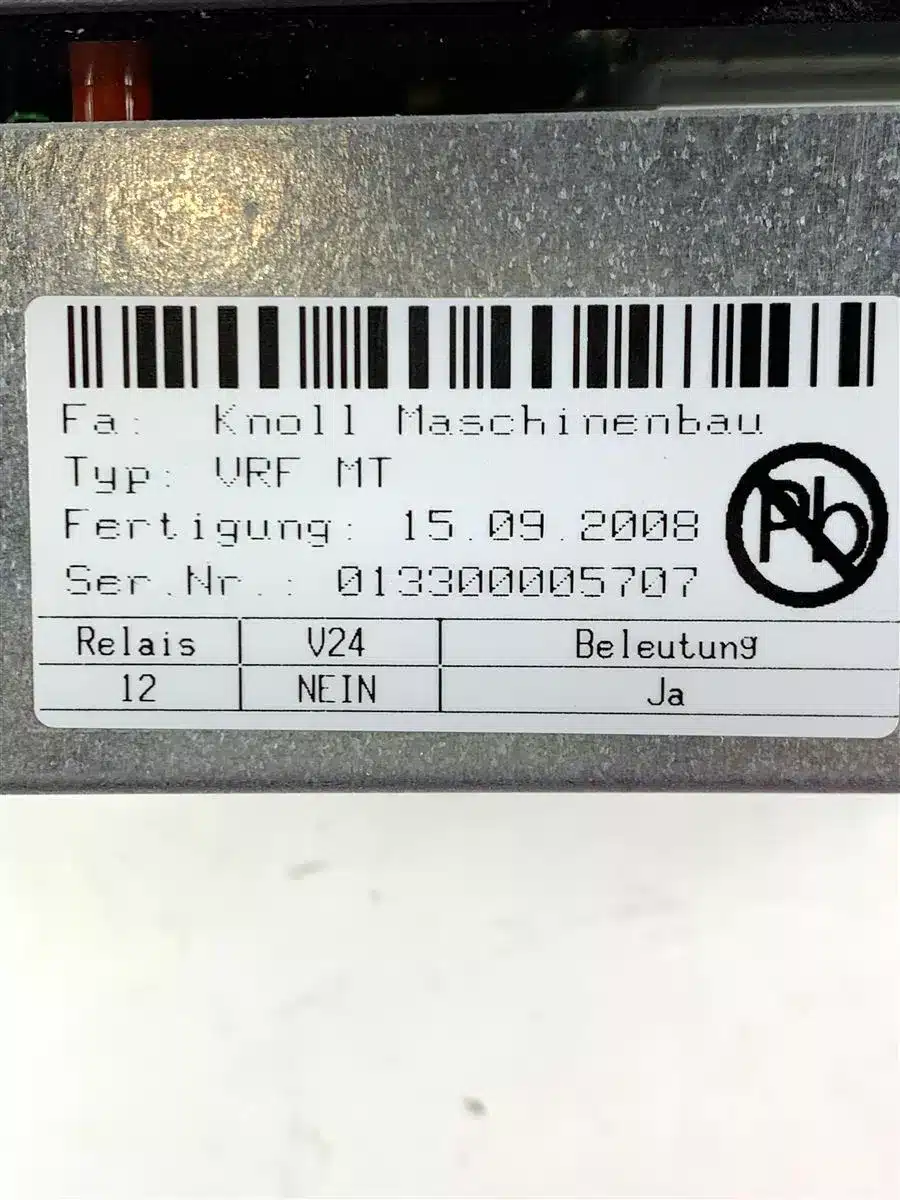 Fa: Knoll Maschinenbau
Typ: VRF MT
Fertigung: 15.09.2008
Ser.Nr.: 013300005707
Pb
Relais V24 Beleutung
12 NEIN Ja